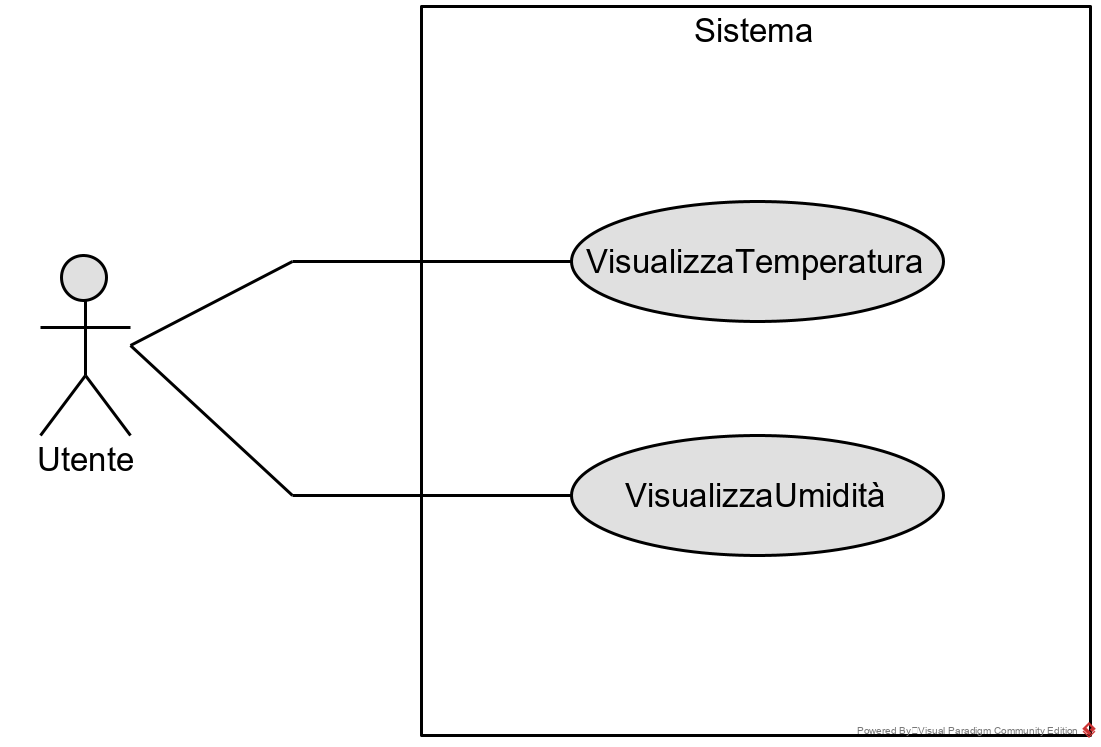 Sistema
VisualizzaTemperatura
Utente
VisualizzaUmidità
Powered By Visual Paradigm Community Edition